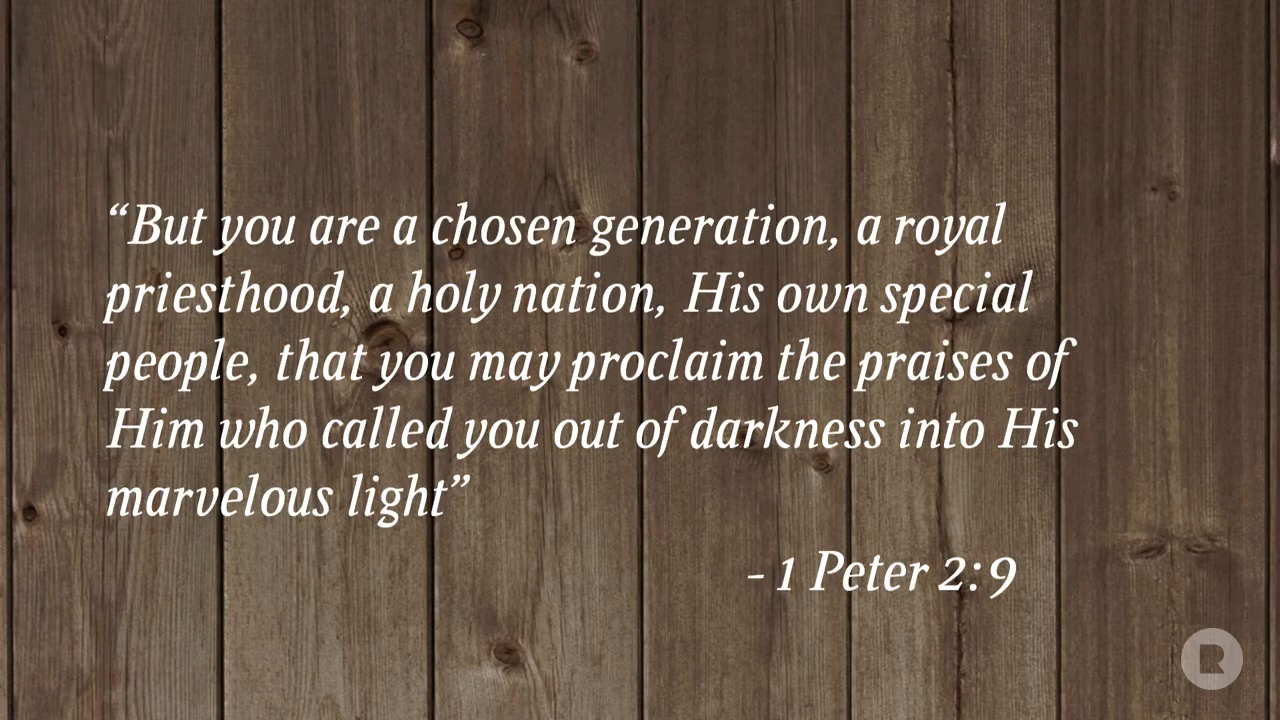 “But you are a chosen generation, a royal
priesthood, a holy nation, His own special
people, that you may proclaim the praises of
Him who called you out of darkness into His
marvelous light”
- 1 Peter 2:9
R